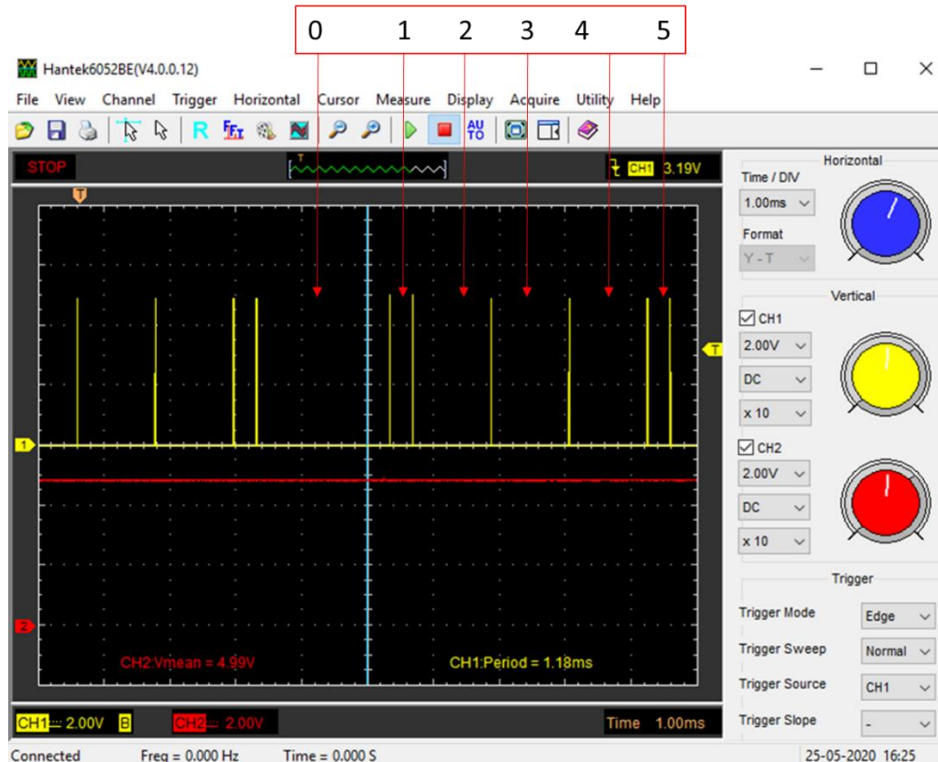 0 1 2 3 4 5
Hantek6052BE(V4.0.0.12)
File View Channel Trigger Horizontal Cursor Measure Display Acquire Utility Help
R FFT AUTO
STOP T CH1 3.19V
T
T
1
2
CH2:Vmean = 4.99V CH1:Period = 1.18ms
CH1 2.00V B CH2 2.00V Time 1.00ms
Horizontal
Time / DIV
1.00ms
Format
Y - T
Vertical
CH1
2.00V
DC
x 10
CH2
2.00V
DC
x 10
Trigger
Trigger Mode Edge
Trigger Sweep Normal
Trigger Source CH1
Trigger Slope -
Connected Freq = 0.000 Hz Time = 0.000 S 25-05-2020 16:25